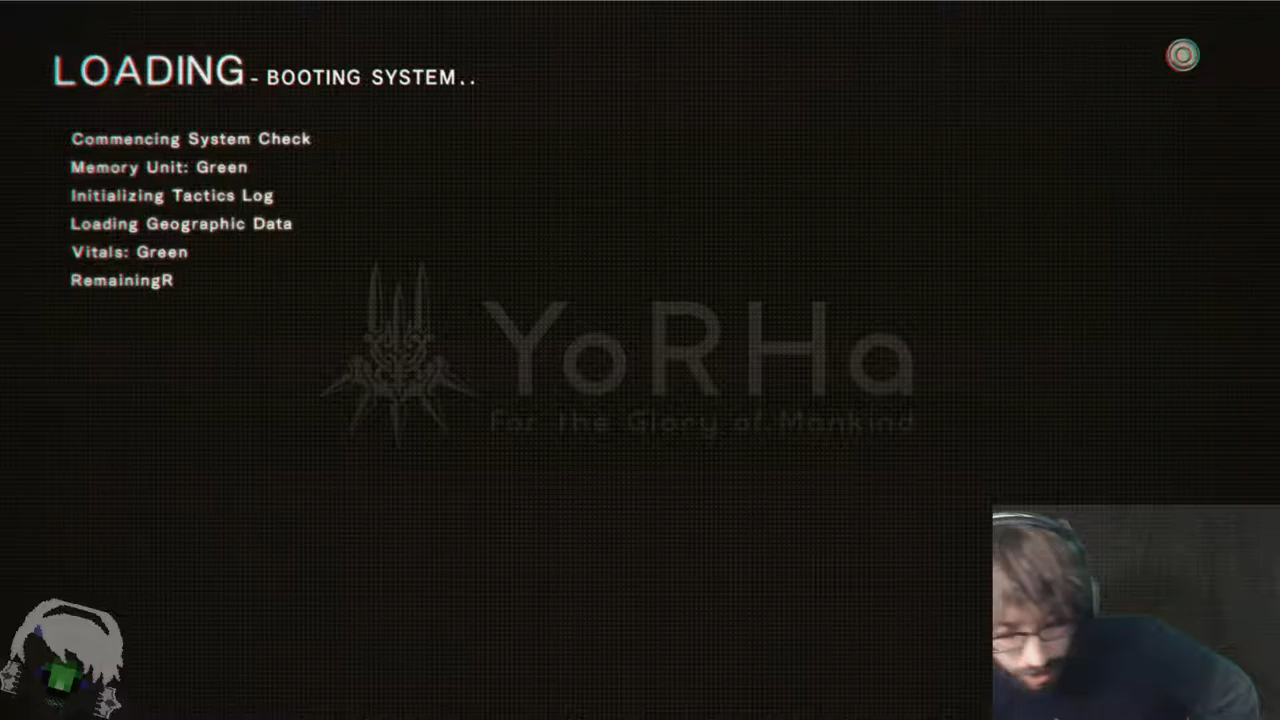 LOADING - BOOTING SYSTEM..
Commencing System Check
Memory Unit: Green
Initializing Tactics Log
Loading Geographic Data
Vitals: Green
RemainingR
YoRHa
For the Glory of Mankind